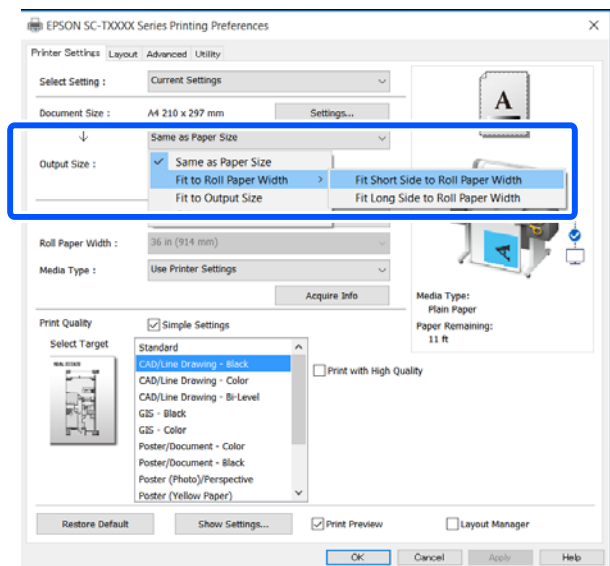 EPSON SC-TXXXX Series Printing Preferences
Printer Settings Layout Advanced Utility
Select Setting : Current Settings
Document Size : A4 210 x 297 mm Settings...
Same as Paper Size
Output Size :
Same as Paper Size
Fit to Roll Paper Width
Fit Short Side to Roll Paper Width
Fit to Output Size
Fit Long Side to Roll Paper Width
Roll Paper Width : 36 in (914 mm)
Media Type : Use Printer Settings
Acquire Info
A
A
Media Type:
Plain Paper
Paper Remaining:
11 ft
Print Quality Simple Settings
Select Target
REAL ESTATE
Standard
CAD/Line Drawing - Black
CAD/Line Drawing - Color
CAD/Line Drawing - Bi-Level
GIS - Black
GIS - Color
Poster/Document - Color
Poster/Document - Black
Poster (Photo)/Perspective
Poster (Yellow Paper)
Print with High Quality
Restore Default Show Settings... Print Preview Layout Manager
OK Cancel Apply Help